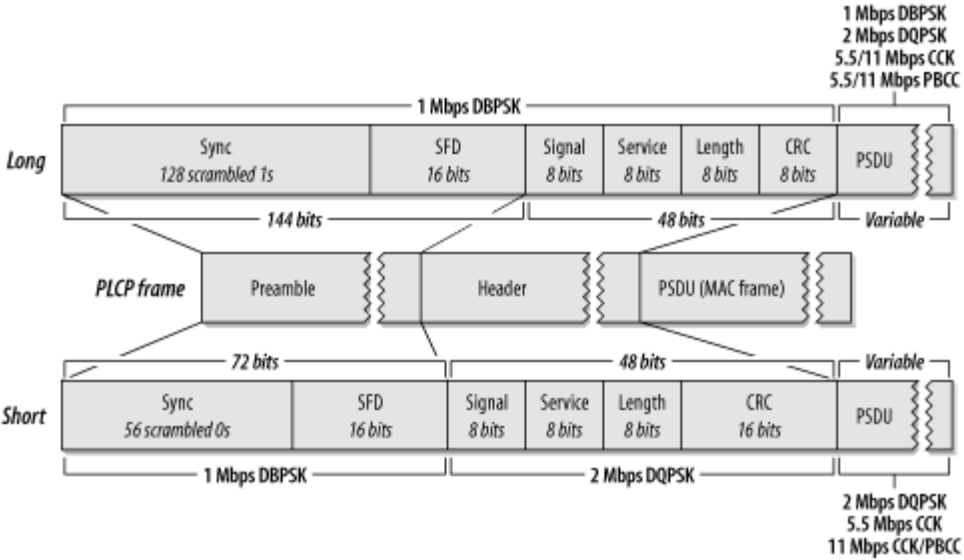 1 Mbps DBPSK
2 Mbps DQPSK
5.5/11 Mbps CCK
5.5/11 Mbps PBCC
1 Mbps DBPSK
Long
Sync
128 scrambled 1s
SFD
16 bits
Signal
8 bits
Service
8 bits
Length
8 bits
CRC
8 bits
PSDU
144 bits
48 bits
Variable
PLCP frame
Preamble
Header
PSDU (MAC frame)
72 bits
48 bits
Variable
Short
Sync
56 scrambled 0s
SFD
16 bits
Signal
8 bits
Service
8 bits
Length
8 bits
CRC
16 bits
PSDU
1 Mbps DBPSK
2 Mbps DQPSK
2 Mbps DQPSK
5.5 Mbps CCK
11 Mbps CCK/PBCC